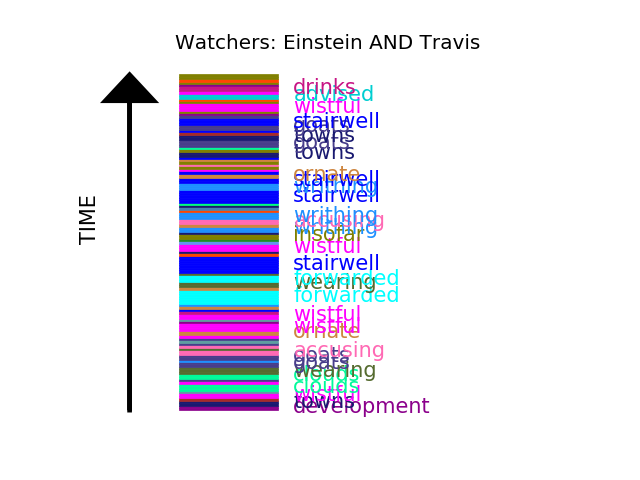 Watchers: Einstein AND Travis
drinks
advised
wistful
stairwell
goats
towns
goats
towns
ornate
stairwell
writhing
stairwell
writhing
accusing
writhing
insofar
wistful
stairwell
forwarded
wearing
forwarded
wistful
wistful
ornate
accusing
goats
goats
wearing
clouds
clouds
wistful
towns
development
TIME